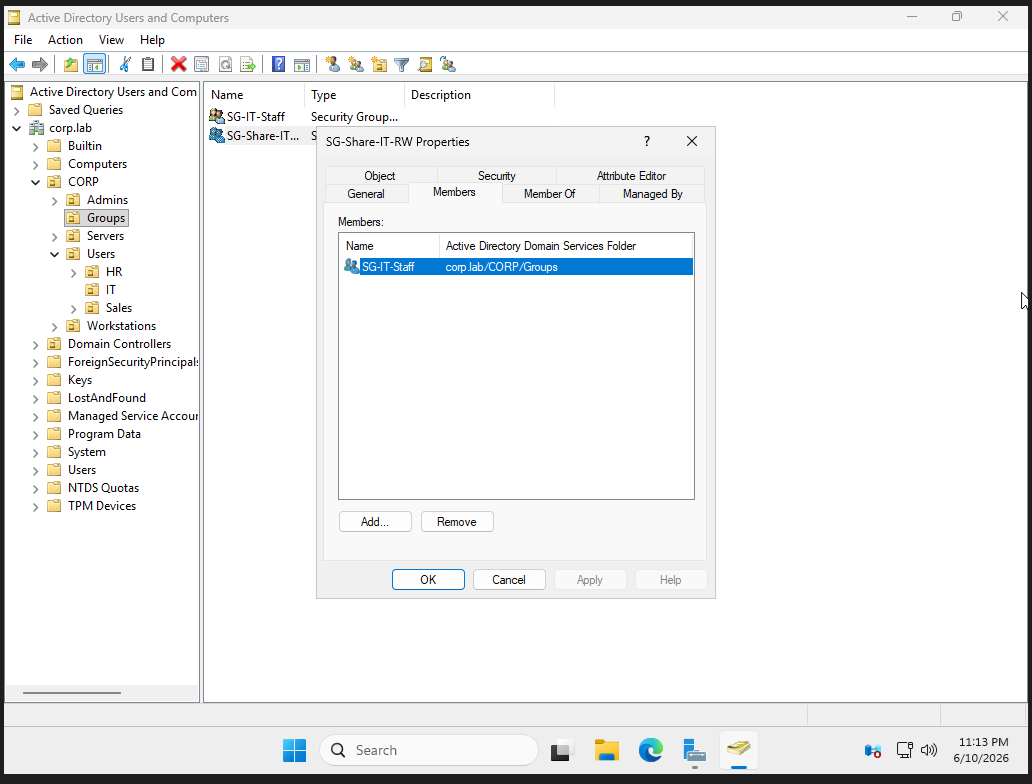 Active Directory Users and Computers
File Action View Help
Name Type Description
Active Directory Users and Com
Saved Queries
corp.lab
Builtin
Computers
CORP
Admins
Groups
Servers
Users
HR
IT
Sales
Workstations
Domain Controllers
ForeignSecurityPrincipals
Keys
LostAndFound
Managed Service Accour
Program Data
System
Users
NTDS Quotas
TPM Devices
SG-IT-Staff Security Group...
SG-Share-IT... S
SG-Share-IT-RW Properties
?
Object Security Attribute Editor
General Members Member Of Managed By
Members:
Name Active Directory Domain Services Folder
SG-IT-Staff corp.lab/CORP/Groups
Add... Remove
OK Cancel Apply Help
Search
11:13 PM
6/10/2026